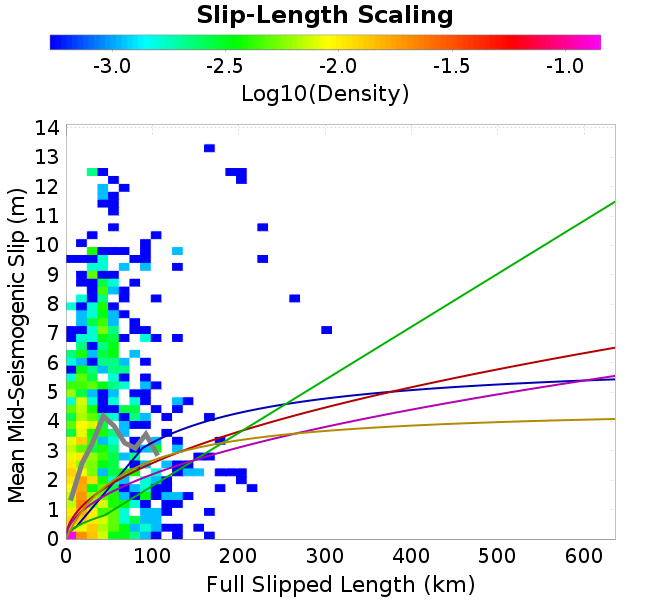 Slip-Length Scaling
-3.0 -2.5 -2.0 -1.5 -1.0
Log10(Density)
14
13
12
11
10
9
8
7
6
5
4
3
2
1
0
Mean Mid-Seismogenic Slip (m)
0 100 200 300 400 500 600
Full Slipped Length (km)